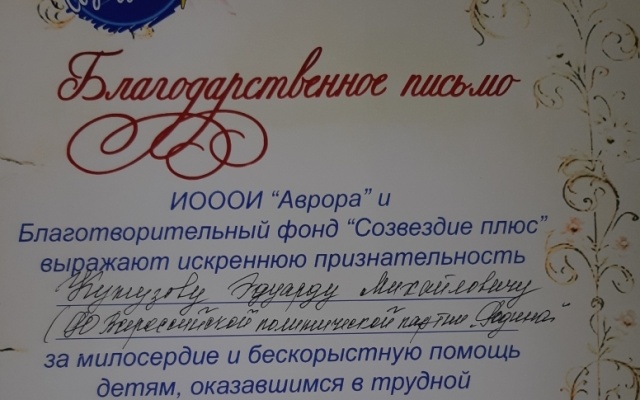 Благодарственное письмо
ИОООИ "Аврора" и
Благотворительный фонд "Созвездие плюс"
выражают искреннюю признательность
Кутузову Эдуарду Михайловичу
(РО Всероссийской политической партии "Родина"
за милосердие и бескорыстную помощь
детям, оказавшимся в трудной